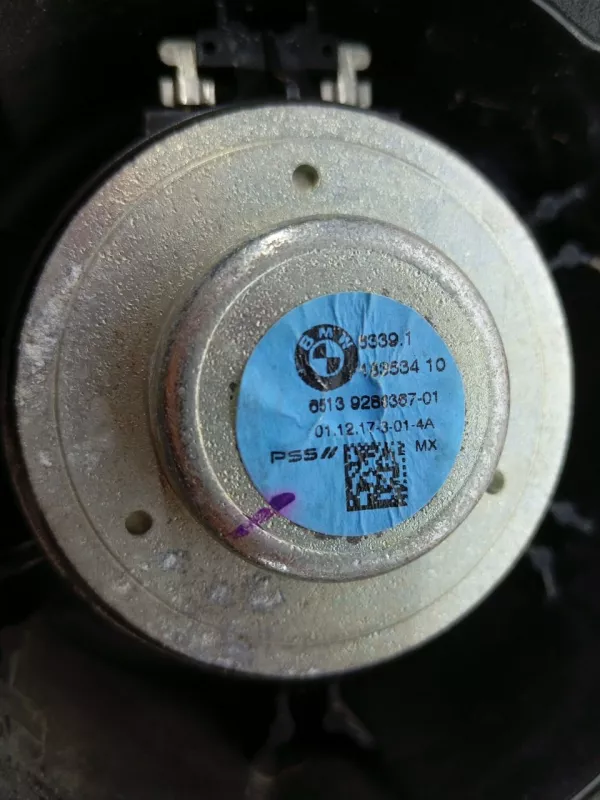 BMW
5339.1
10
6513 9286367-01
01.12.17-3-01-4A
PSS//
MX